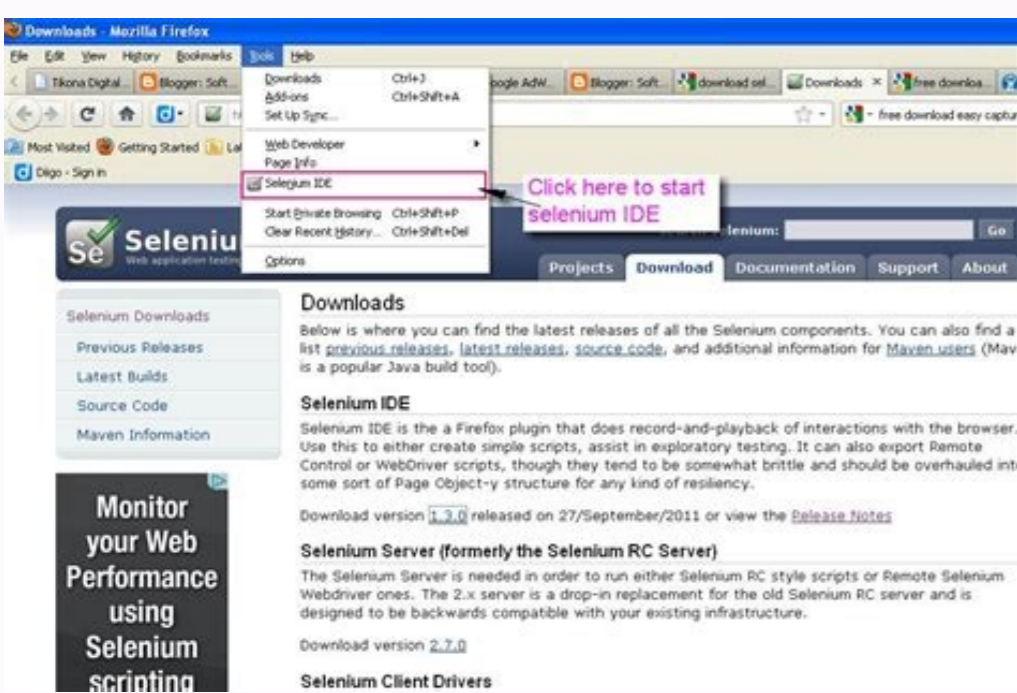 Downloads - Mozilla Firefox
File Edit View History Bookmarks Tools Help
Tikona Digital... Blogger: Soft... oogle AdW... Blogger: Soft... download sel... Downloads × free downloa...
Downloads Ctrl+J
Add-ons Ctrl+Shift+A
Set Up Sync...
Web Developer
Page Info
Selenium IDE
Start Private Browsing Ctrl+Shift+P
Clear Recent History... Ctrl+Shift+Del
Options
free download easy captur
Most Visited Getting Started
Diigo - Sign in
Click here to start
selenium IDE
Se
Seleniu
Web application testing
lenium: Go
Projects Download Documentation Support About
Selenium Downloads
Previous Releases
Latest Builds
Source Code
Maven Information
Monitor
your Web
Performance
using
Selenium
scripting
Downloads
Below is where you can find the latest releases of all the Selenium components. You can also find a
list previous releases, latest releases, source code, and additional information for Maven users (Mav
is a popular Java build tool).
Selenium IDE
Selenium IDE is the a Firefox plugin that does record-and-playback of interactions with the browser.
Use this to either create simple scripts, assist in exploratory testing. It can also export Remote
Control or WebDriver scripts, though they tend to be somewhat brittle and should be overhauled int
some sort of Page Object-y structure for any kind of resiliency.
Download version 1.3.0 released on 27/September/2011 or view the Release Notes
Selenium Server (formerly the Selenium RC Server)
The Selenium Server is needed in order to run either Selenium RC style scripts or Remote Selenium
Webdriver ones. The 2.x server is a drop-in replacement for the old Selenium RC server and is
designed to be backwards compatible with your existing infrastructure.
Download version 2.7.0
Selenium Client Drivers